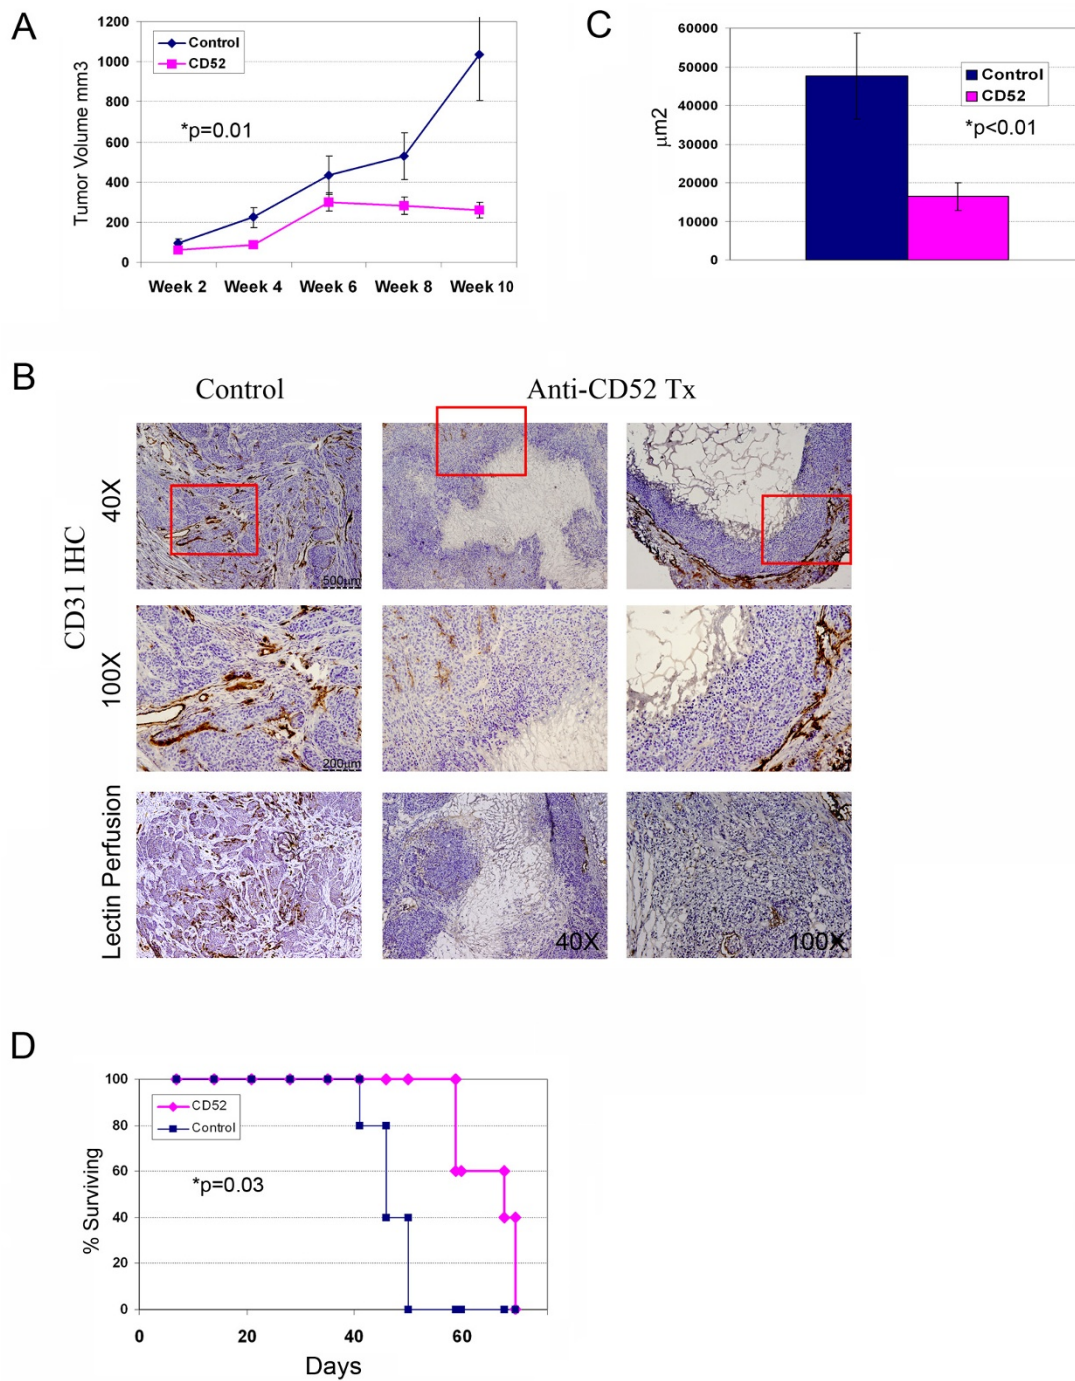 A
1200
1000
800
600
400
200
0
Tumor Volume mm3
Control
CD52
*p=0.01
Week 2 Week 4 Week 6 Week 8 Week 10
C
60000
50000
40000
30000
20000
10000
0
µm2
Control
CD52
*p<0.01
B
Control Anti-CD52 Tx
CD31 IHC
40X
500µm
100X
200µm
Lectin Perfusion
40X
100X
D
100
80
60
40
20
0
% Surviving
CD52
Control
*p=0.03
0 20 40 60
Days